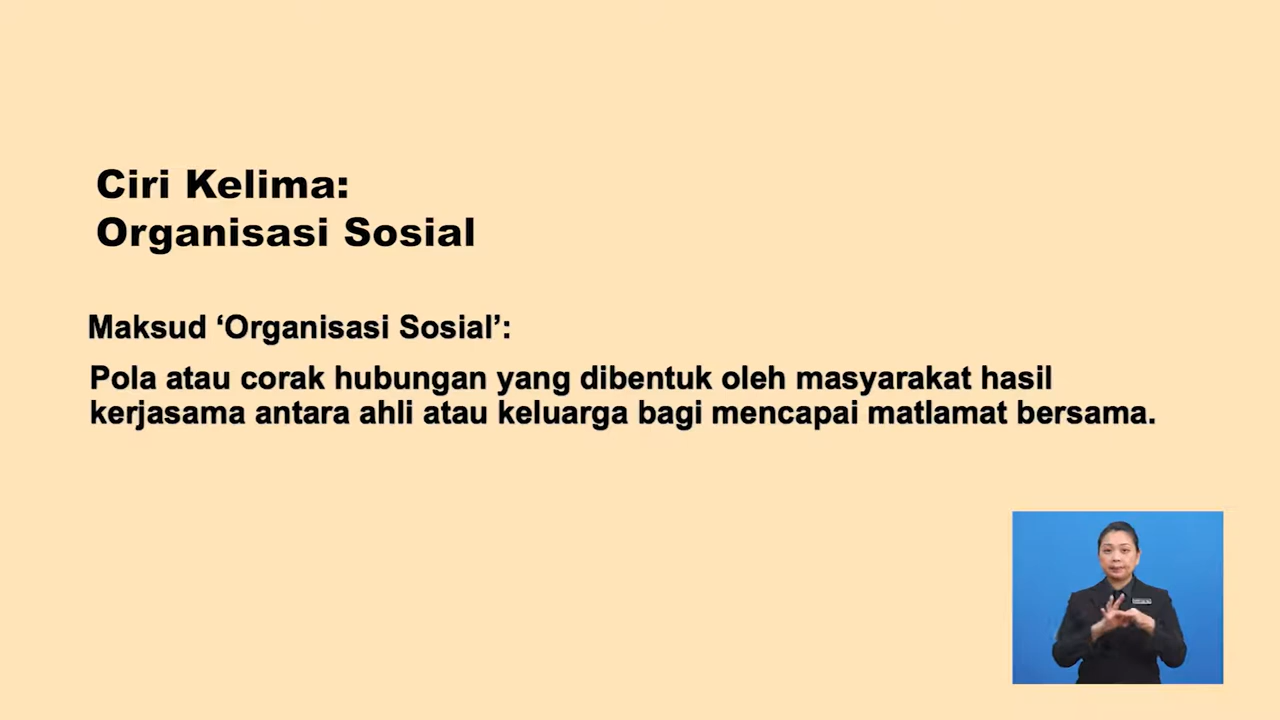 Ciri Kelima:
Organisasi Sosial
Maksud ‘Organisasi Sosial’:
Pola atau corak hubungan yang dibentuk oleh masyarakat hasil
kerjasama antara ahli atau keluarga bagi mencapai matlamat bersama.